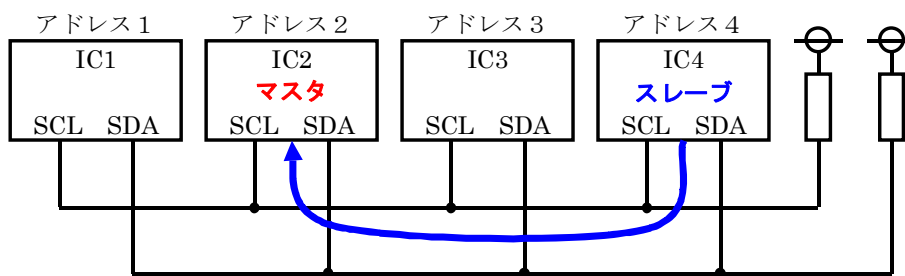 アドレス1 アドレス2 アドレス3 アドレス4
IC1 IC2 IC3 IC4
マスタ スレーブ
SCL SDA SCL SDA SCL SDA SCL SDA